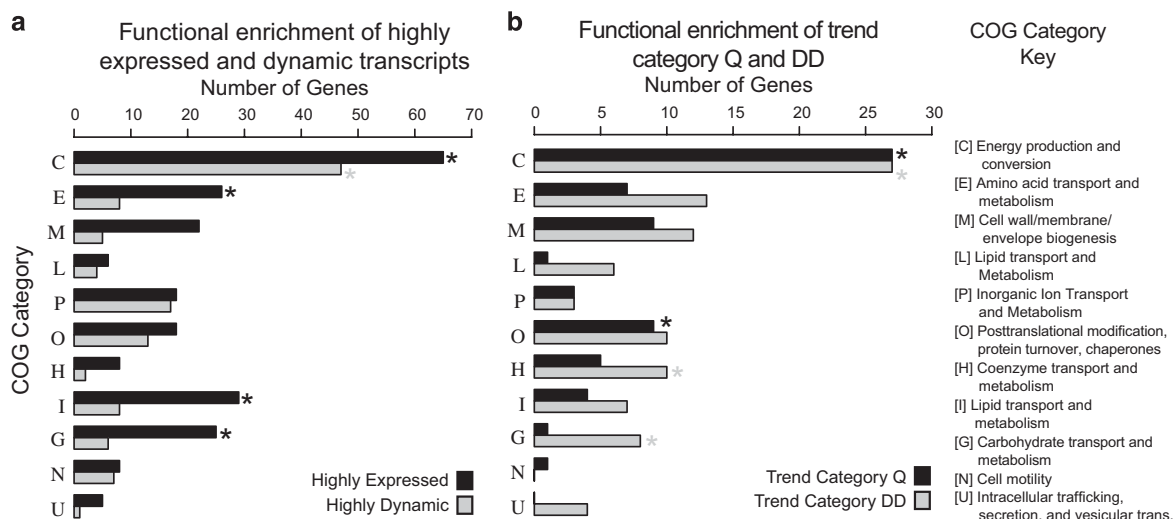 a
Functional enrichment of highly
expressed and dynamic transcripts
Number of Genes
0 10 20 30 40 50 60 70
COG Category
C *
*
E *
M
L
P
O
H
I *
G *
N
U
Highly Expressed
Highly Dynamic
b
Functional enrichment of trend
category Q and DD
Number of Genes
0 5 10 15 20 25 30
C *
*
E
M
L
P
O *
H *
I
G *
N
U
Trend Category Q
Trend Category DD
COG Category
Key
[C] Energy production and
conversion
[E] Amino acid transport and
metabolism
[M] Cell wall/membrane/
envelope biogenesis
[L] Lipid transport and
Metabolism
[P] Inorganic Ion Transport
and Metabolism
[O] Posttranslational modification,
protein turnover, chaperones
[H] Coenzyme transport and
metabolism
[I] Lipid transport and
metabolism
[G] Carbohydrate transport and
metabolism
[N] Cell motility
[U] Intracellular trafficking,
secretion, and vesicular trans.